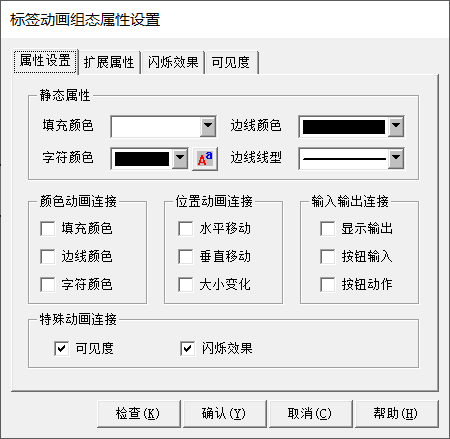 标签动画组态属性设置
属性设置 扩展属性 闪烁效果 可见度
静态属性
填充颜色 边线颜色
字符颜色 Aa 边线线型
颜色动画连接 位置动画连接 输入输出连接
填充颜色 水平移动 显示输出
边线颜色 垂直移动 按钮输入
字符颜色 大小变化 按钮动作
特殊动画连接
可见度 闪烁效果
检查(K) 确认(Y) 取消(C) 帮助(H)